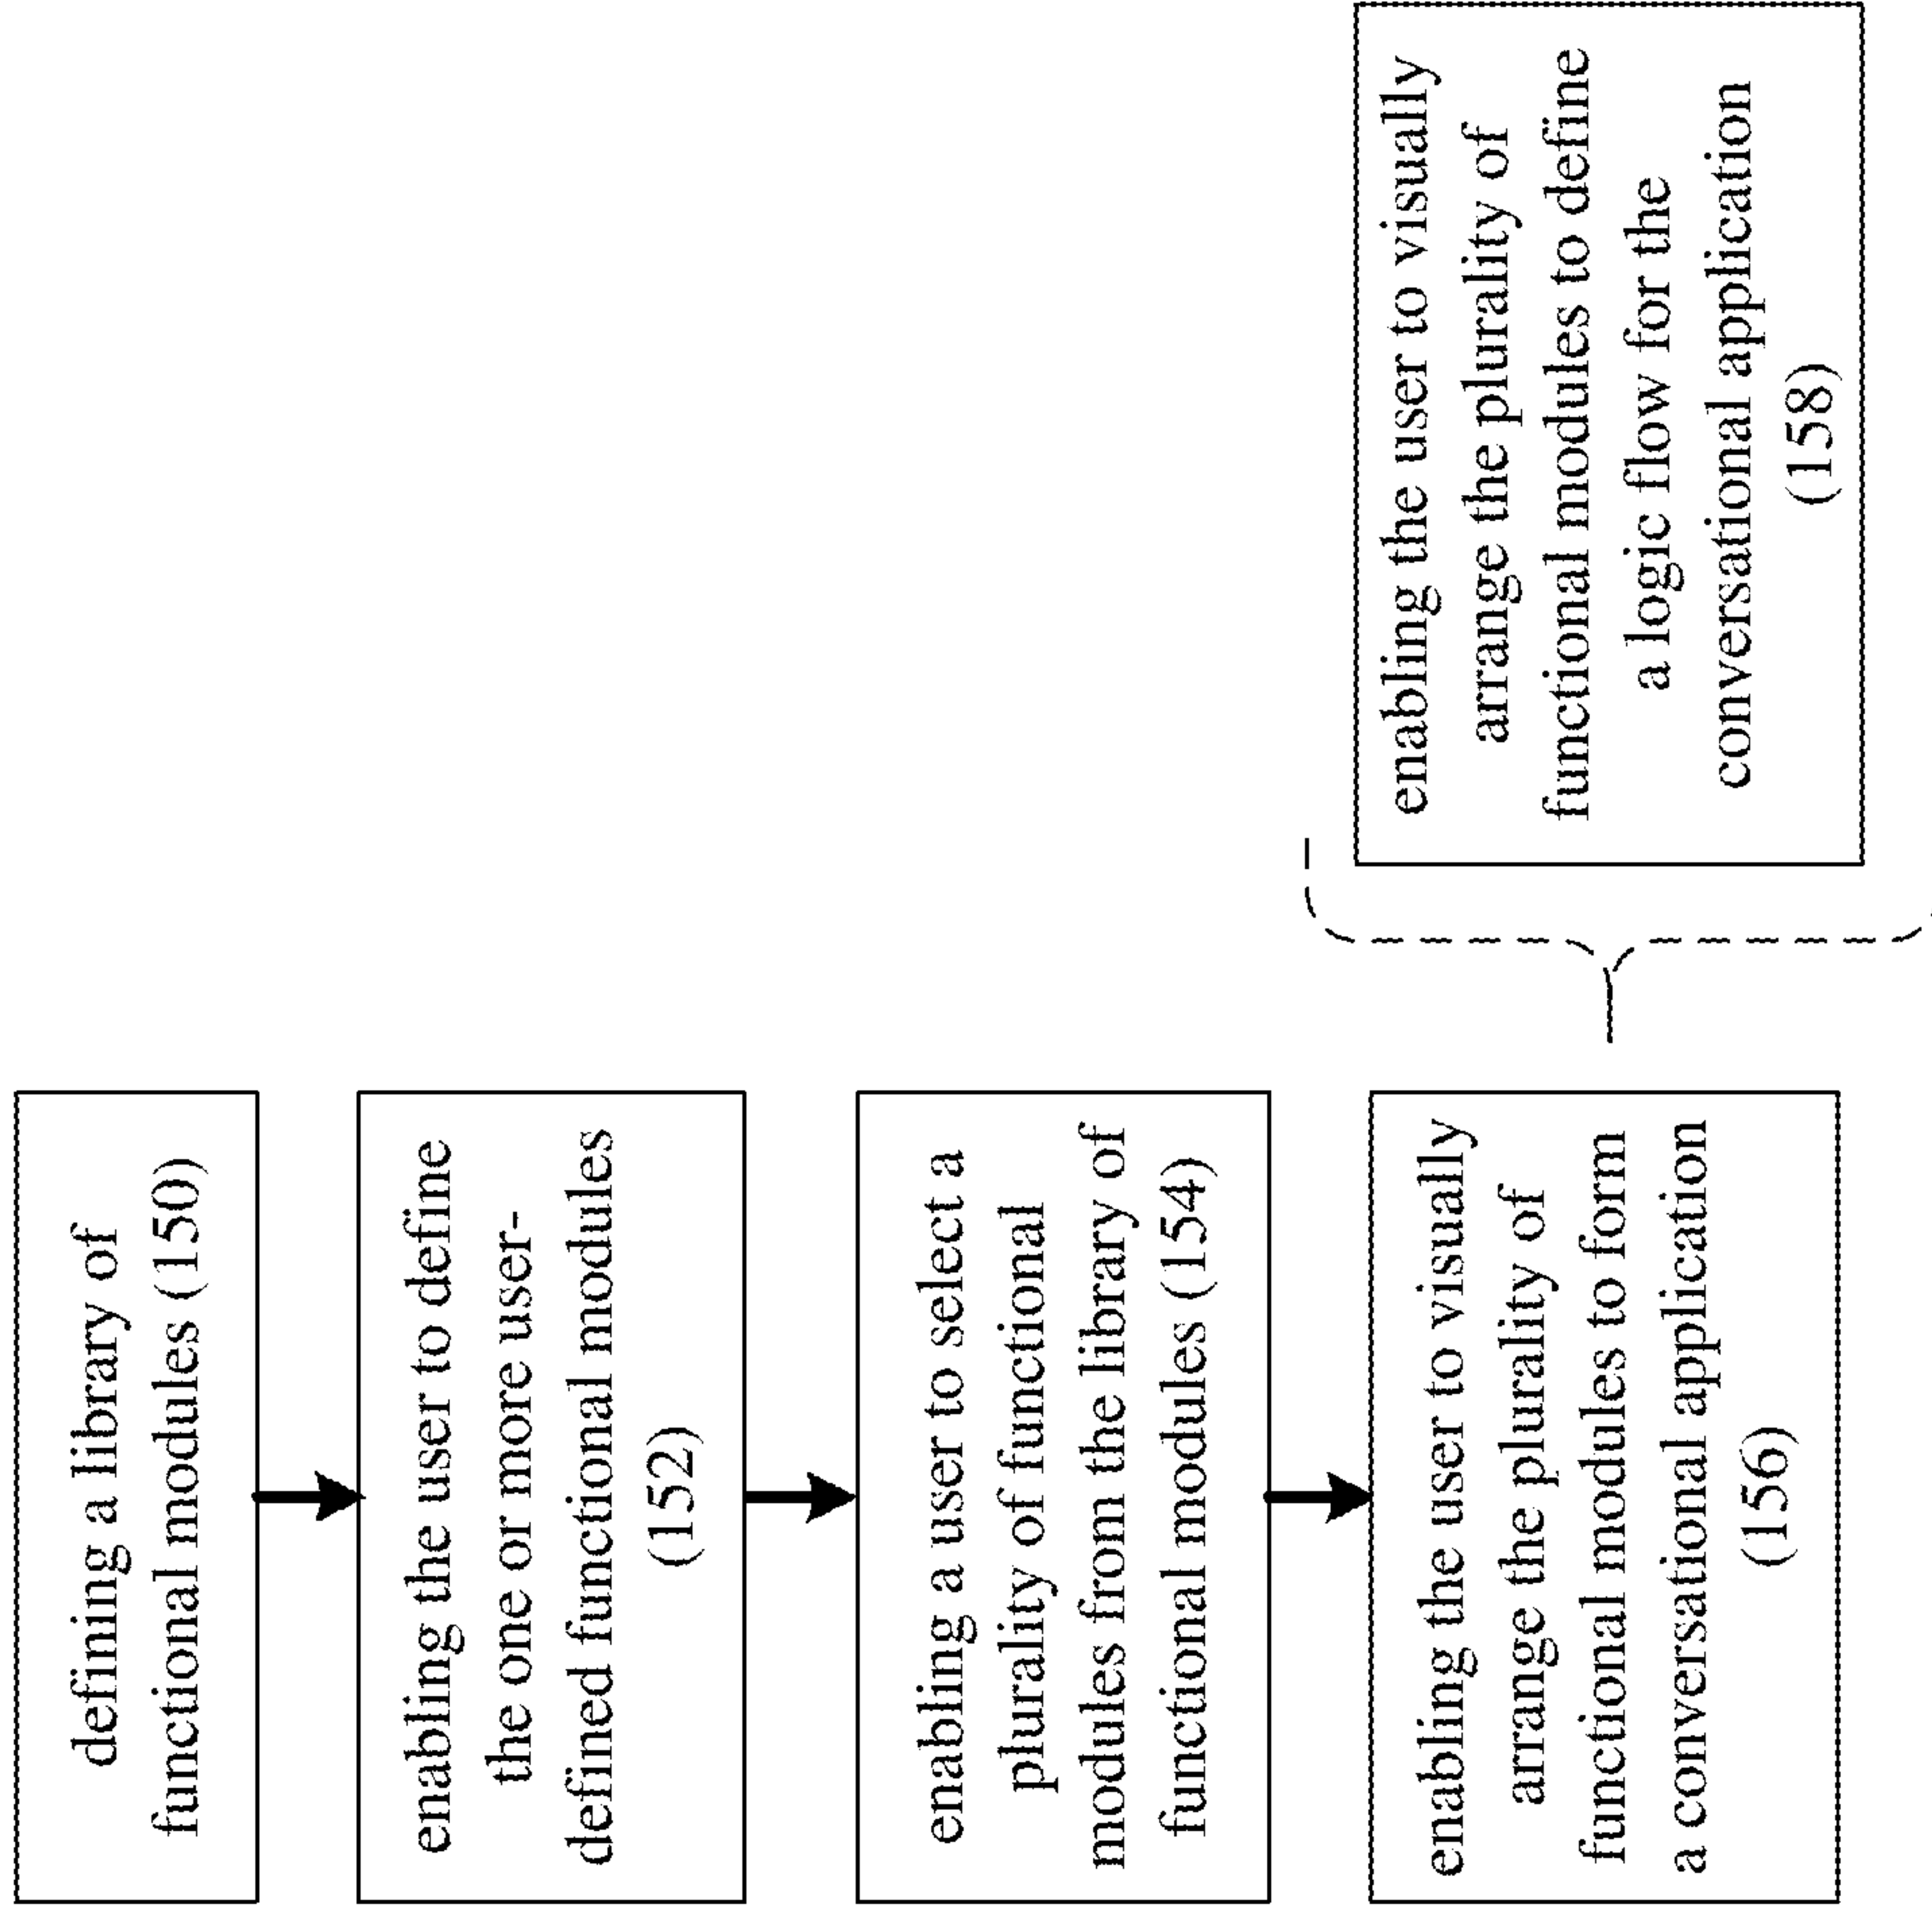 defining a library of
functional modules (150)
enabling the user to define
the one or more user-
defined functional modules
(152)
enabling a user to select a
plurality of functional
modules from the library of
functional modules (154)
enabling the user to visually
arrange the plurality of
functional modules to form
a conversational application
(156)
enabling the user to visually
arrange the plurality of
functional modules to define
a logic flow for the
conversational application
(158)